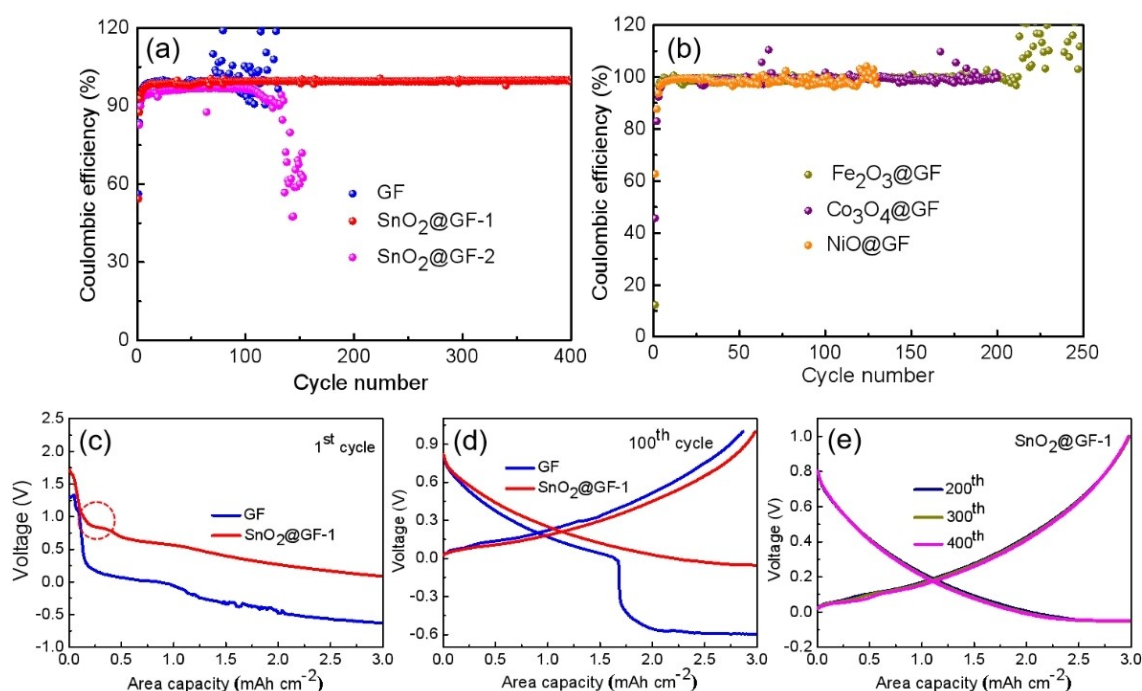 (a)
Coulombic efficiency (%)
120
90
60
30
0
GF
SnO₂@GF-1
SnO₂@GF-2
0 100 200 300 400
Cycle number
(b)
Coulombic efficiency (%)
120
100
80
60
40
20
0
Fe₂O₃@GF
Co₃O₄@GF
NiO@GF
0 50 100 150 200 250
Cycle number
(c)
1ˢᵗ cycle
Voltage (V)
2.5
2.0
1.5
1.0
0.5
0.0
-0.5
-1.0
GF
SnO₂@GF-1
0.0 0.5 1.0 1.5 2.0 2.5 3.0
Area capacity (mAh cm⁻²)
(d)
100ᵗʰ cycle
Voltage (V)
0.9
0.6
0.3
0.0
-0.3
-0.6
GF
SnO₂@GF-1
0.0 0.5 1.0 1.5 2.0 2.5 3.0
Area capacity (mAh cm⁻²)
(e)
SnO₂@GF-1
Voltage (V)
1.0
0.8
0.6
0.4
0.2
0.0
-0.2
200ᵗʰ
300ᵗʰ
400ᵗʰ
0.0 0.5 1.0 1.5 2.0 2.5 3.0
Area capacity (mAh cm⁻²)